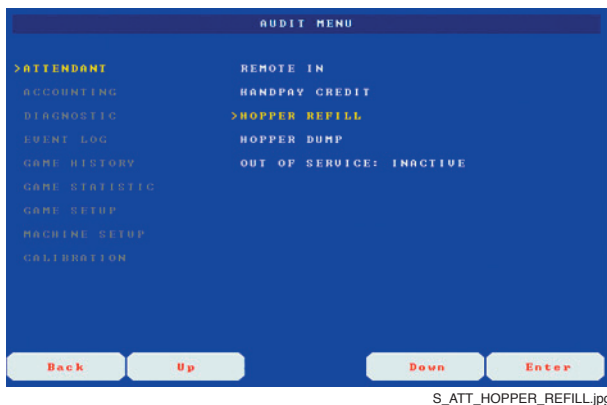 AUDIT MENU
>ATTENDANT
ACCOUNTING
DIAGNOSTIC
EVENT LOG
GAME HISTORY
GAME STATISTIC
GAME SETUP
MACHINE SETUP
CALIBRATION
REMOTE IN
HANDPAY CREDIT
>HOPPER REFILL
HOPPER DUMP
OUT OF SERVICE: INACTIVE
Back Up Down Enter
S_ATT_HOPPER_REFILL.jpg